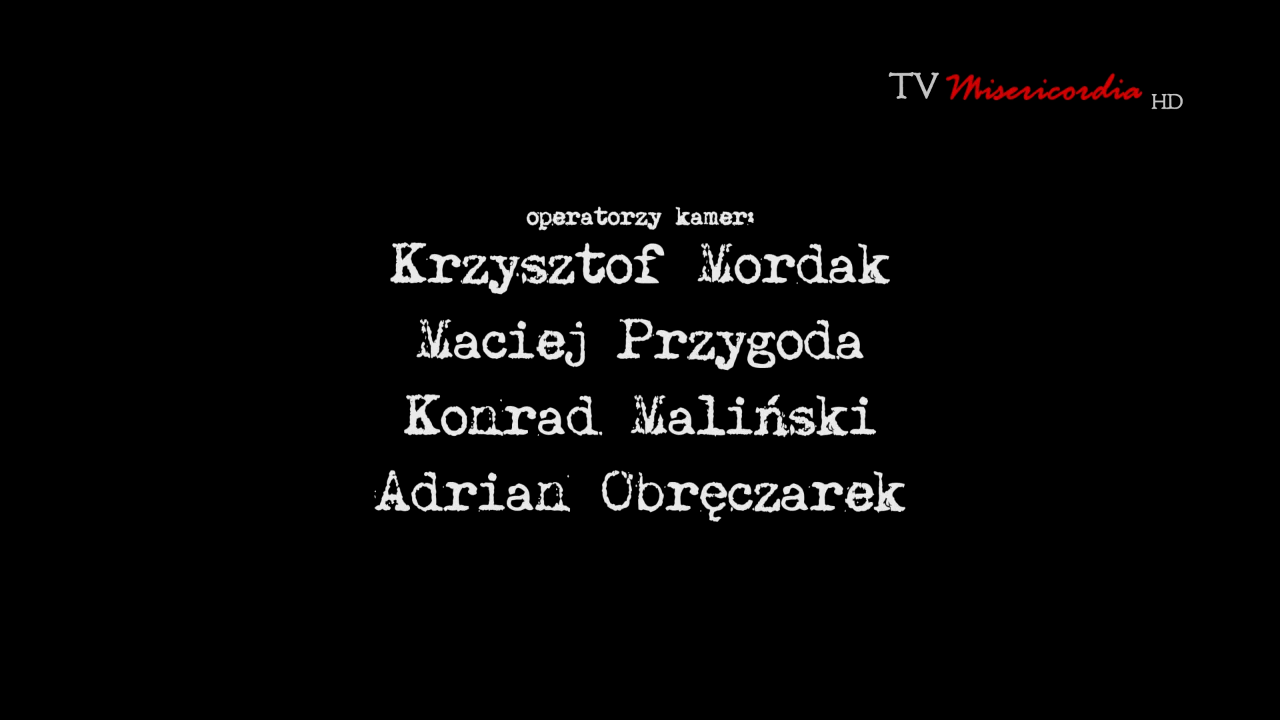 TV Misericordia HD
operatorzy kamer:
Krzysztof Mordak
Maciej Przygoda
Konrad Maliński
Adrian Obręczarek